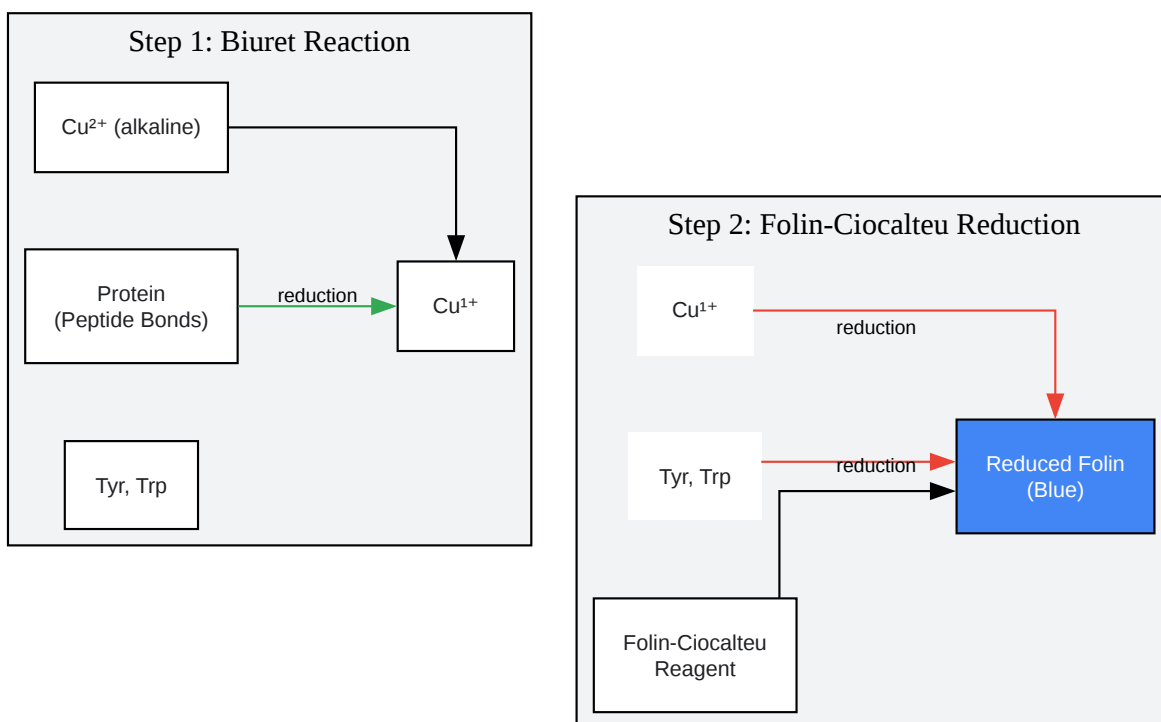 Step 1: Biuret Reaction
Cu²⁺ (alkaline)
Protein
(Peptide Bonds)
reduction
Cu¹⁺
Tyr, Trp
Step 2: Folin-Ciocalteu Reduction
Cu¹⁺
reduction
Tyr, Trp
reduction
Reduced Folin
(Blue)
Folin-Ciocalteu
Reagent